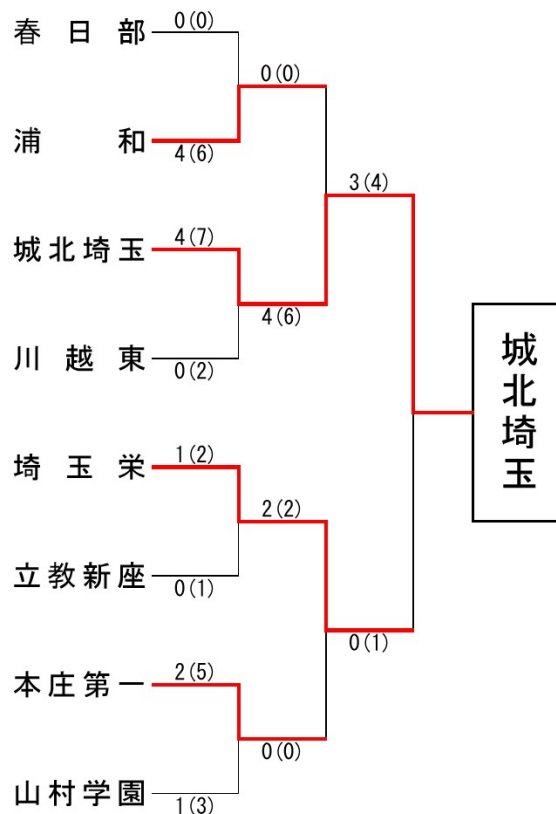 春日部
0(0)
0(0)
浦和
4(6)
3(4)
城北埼玉
4(7)
4(6)
川越東
0(2)
城北埼玉
埼玉栄
1(2)
2(2)
立教新座
0(1)
0(1)
本庄第一
2(5)
0(0)
山村学園
1(3)